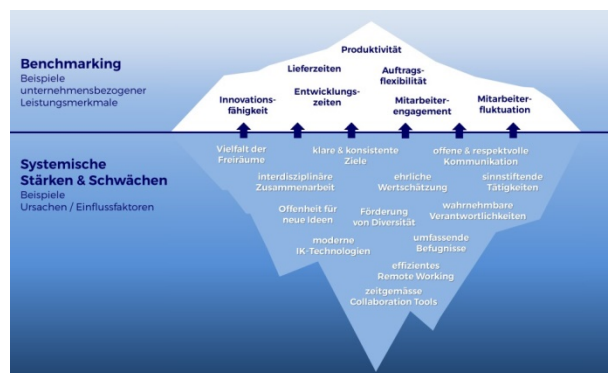 Benchmarking
Beispiele
unternehmensbezogener
Leistungsmerkmale
Produktivität
Lieferzeiten
Auftrags-
flexibilität
Innovations-
fähigkeit
Entwicklungs-
zeiten
Mitarbeiter-
engagement
Mitarbeiter-
fluktuation
Systemische
Stärken & Schwächen
Beispiele
Ursachen / Einflussfaktoren
Vielfalt der
Freiräume
klare & konsistente
Ziele
offene & respektvolle
Kommunikation
interdisziplinäre
Zusammenarbeit
ehrliche
Wertschätzung
sinnstiftende
Tätigkeiten
Offenheit für
neue Ideen
Förderung
von Diversität
wahrnehmbare
Verantwortlichkeiten
moderne
IK-Technologien
umfassende
Befugnisse
effizientes
Remote Working
zeitgemässe
Collaboration Tools